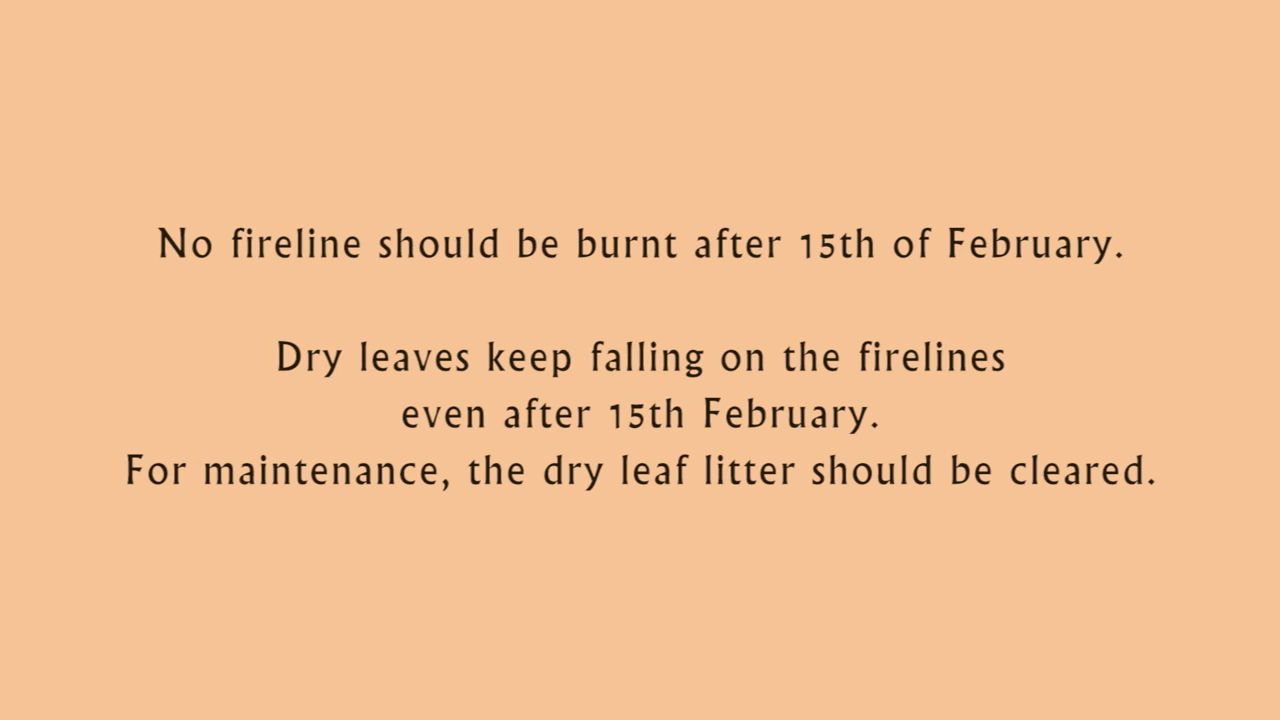 No fireline should be burnt after 15th of February.
Dry leaves keep falling on the firelines
even after 15th February.
For maintenance, the dry leaf litter should be cleared.